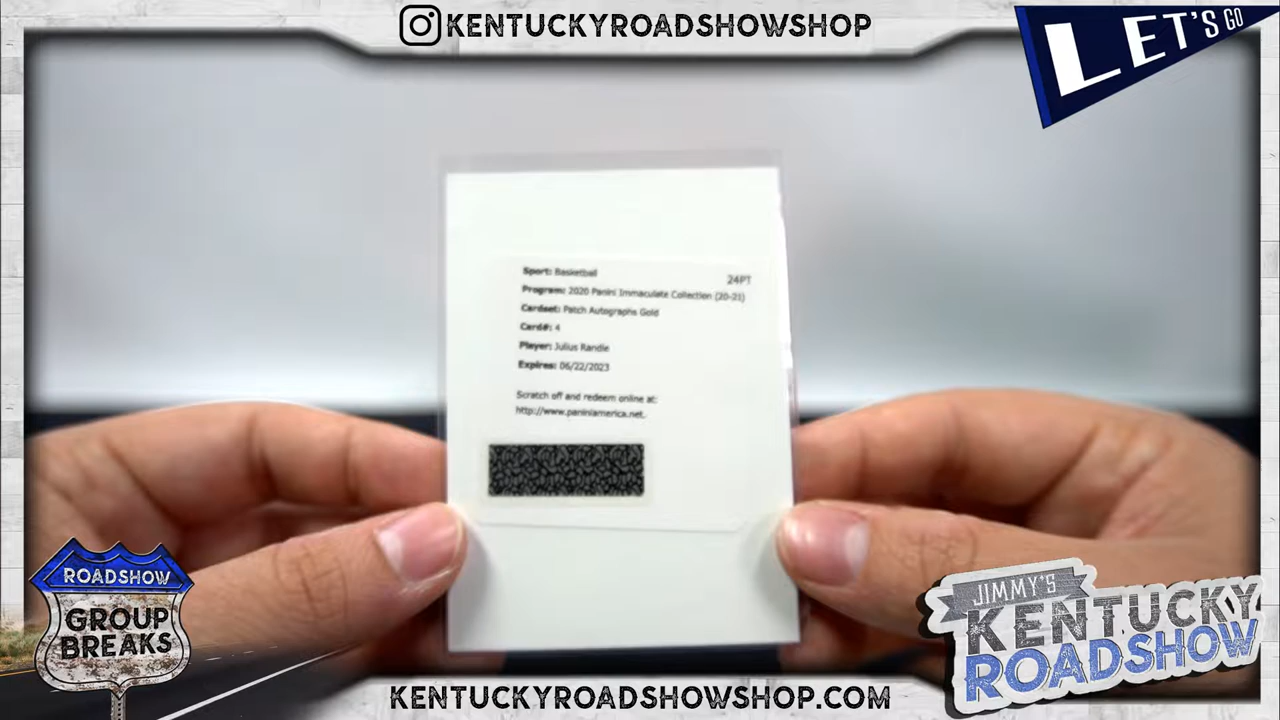 KENTUCKYROADSHOWSHOP
LET'S GO
Sport: Basketball
24PT
Program: 2020 Panini Immaculate Collection (20-21)
Cardset: Patch Autographs Gold
Card#: 4
Player: Julius Randle
Expires: 06/22/2023
Scratch off and redeem online at:
http://www.paniniamerica.net.
ROADSHOW
GROUP
BREAKS
JIMMY'S
KENTUCKY
ROADSHOW
KENTUCKYROADSHOWSHOP.COM